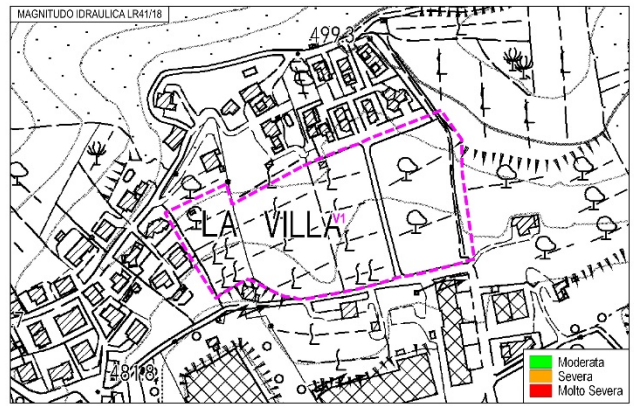 MAGNITUDO IDRAULICA LR41/18
499.3
LA VILLA
V1
481.8
Moderata
Severa
Molto Severa